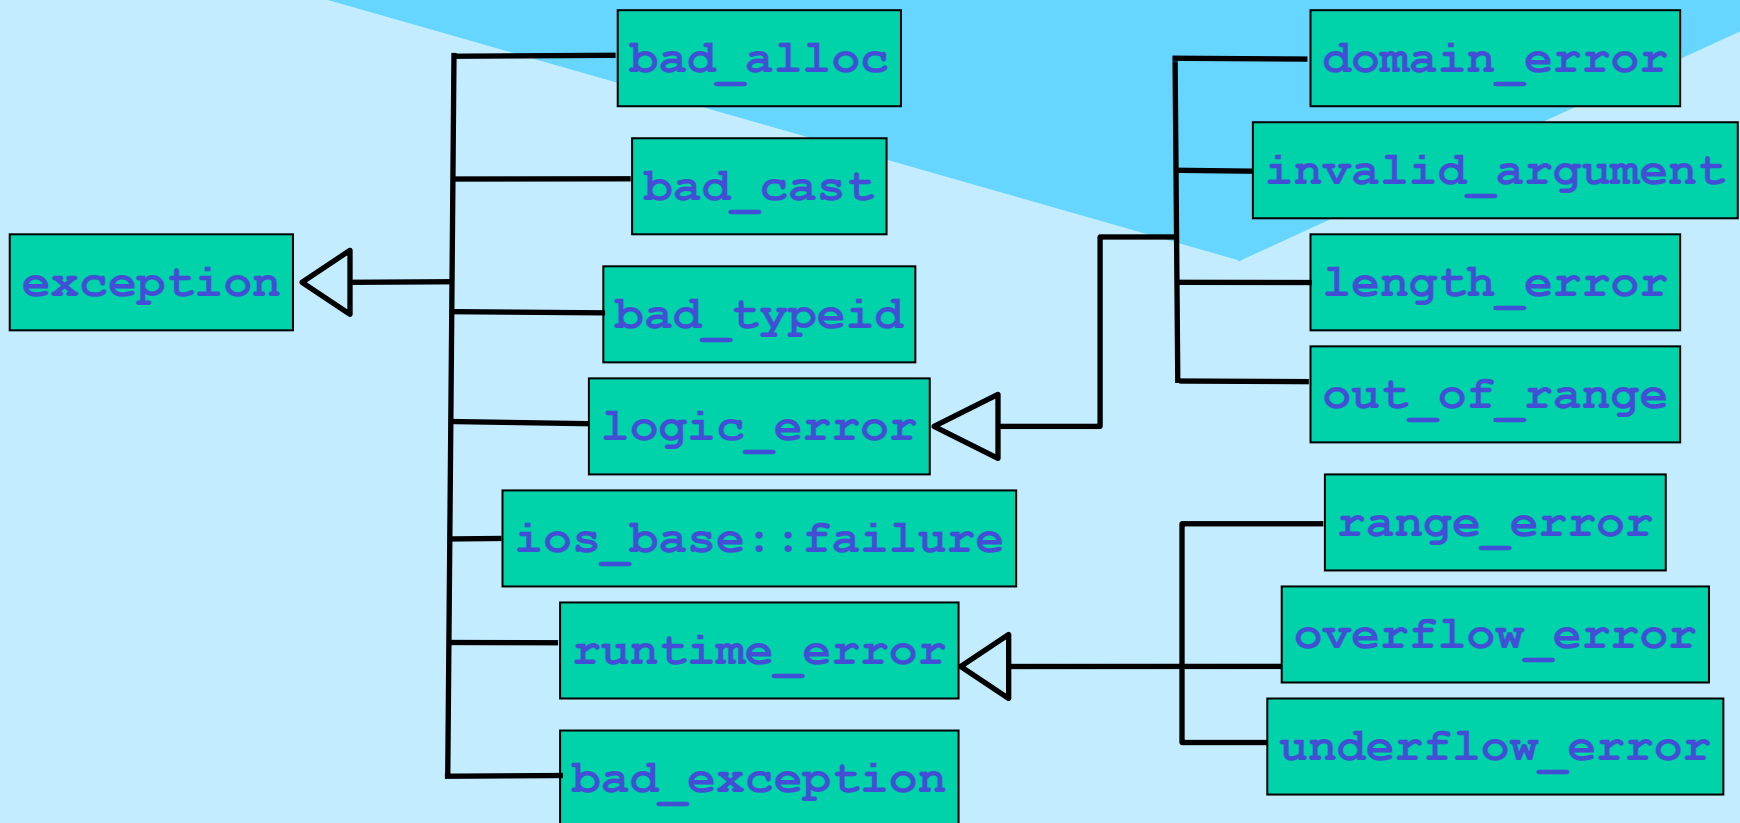 exception
bad_alloc
bad_cast
bad_typeid
logic_error
ios_base::failure
runtime_error
bad_exception
domain_error
invalid_argument
length_error
out_of_range
range_error
overflow_error
underflow_error